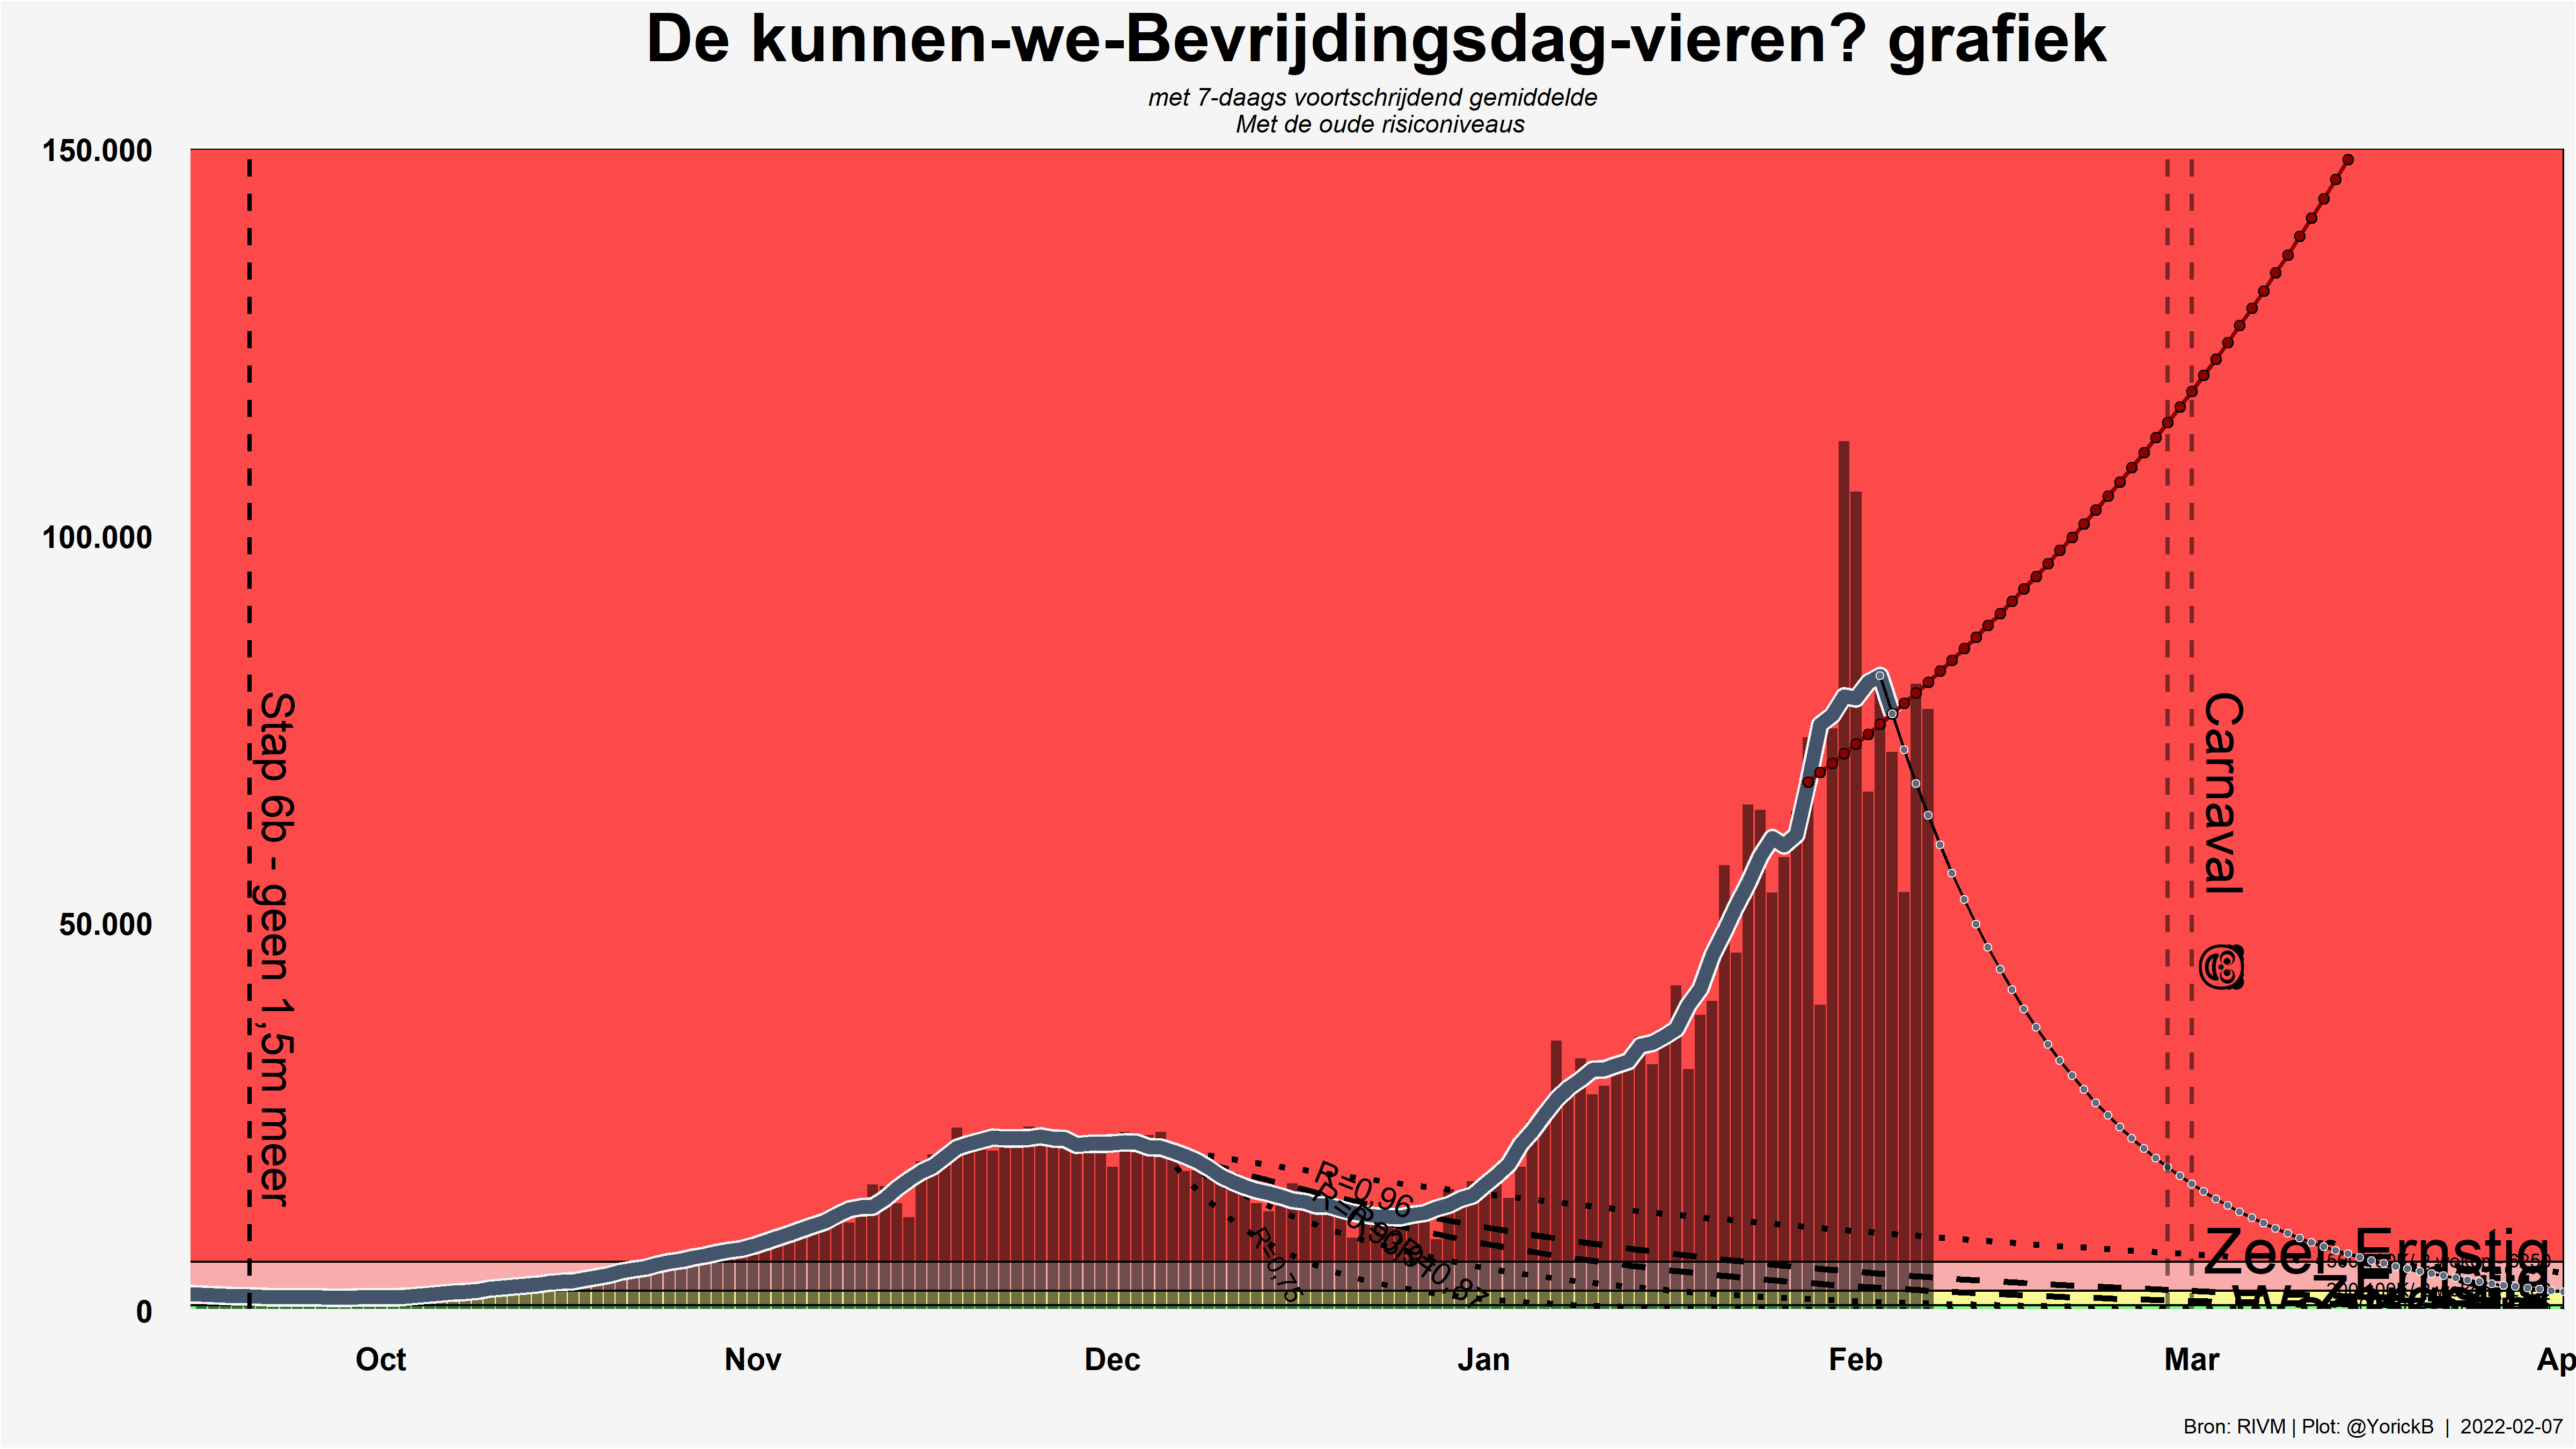 De kunnen-we-Bevrijdingsdag-vieren? grafiek
met 7-daags voortschrijdend gemiddelde
Met de oude risiconiveaus
150.000
100.000
50.000
0
Stap 6b - geen 1,5m meer
Carnaval
R=0,96
R=0,75
Zeer Ernstig
Oct
Nov
Dec
Jan
Feb
Mar
Ap
Bron: RIVM | Plot: @YorickB | 2022-02-07